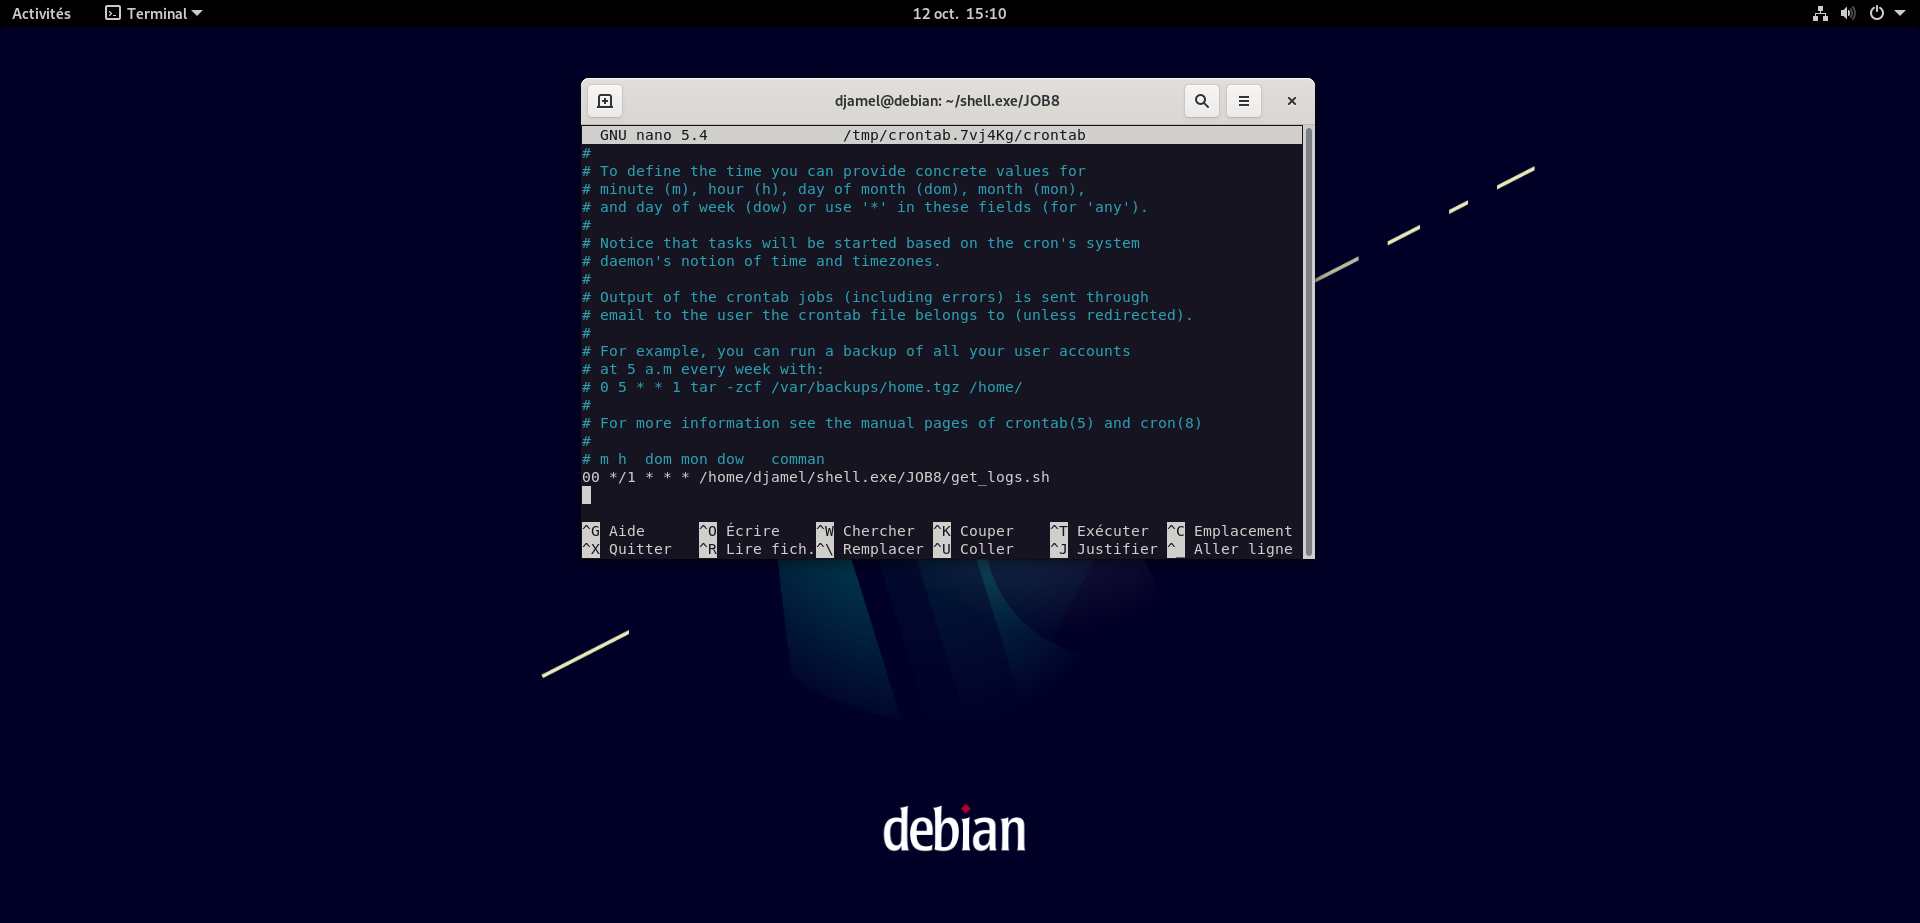 Activités Terminal 12 oct. 15:10
djamel@debian: ~/shell.exe/JOB8
GNU nano 5.4 /tmp/crontab.7vj4Kg/crontab
#
# To define the time you can provide concrete values for
# minute (m), hour (h), day of month (dom), month (mon),
# and day of week (dow) or use '*' in these fields (for 'any').
#
# Notice that tasks will be started based on the cron's system
# daemon's notion of time and timezones.
#
# Output of the crontab jobs (including errors) is sent through
# email to the user the crontab file belongs to (unless redirected).
#
# For example, you can run a backup of all your user accounts
# at 5 a.m every week with:
# 0 5 * * 1 tar -zcf /var/backups/home.tgz /home/
#
# For more information see the manual pages of crontab(5) and cron(8)
#
# m h  dom mon dow   comman
00 */1 * * * /home/djamel/shell.exe/JOB8/get_logs.sh
^G Aide ^O Écrire ^W Chercher ^K Couper ^T Exécuter ^C Emplacement
^X Quitter ^R Lire fich. ^\ Remplacer ^U Coller ^J Justifier ^_ Aller ligne
debian